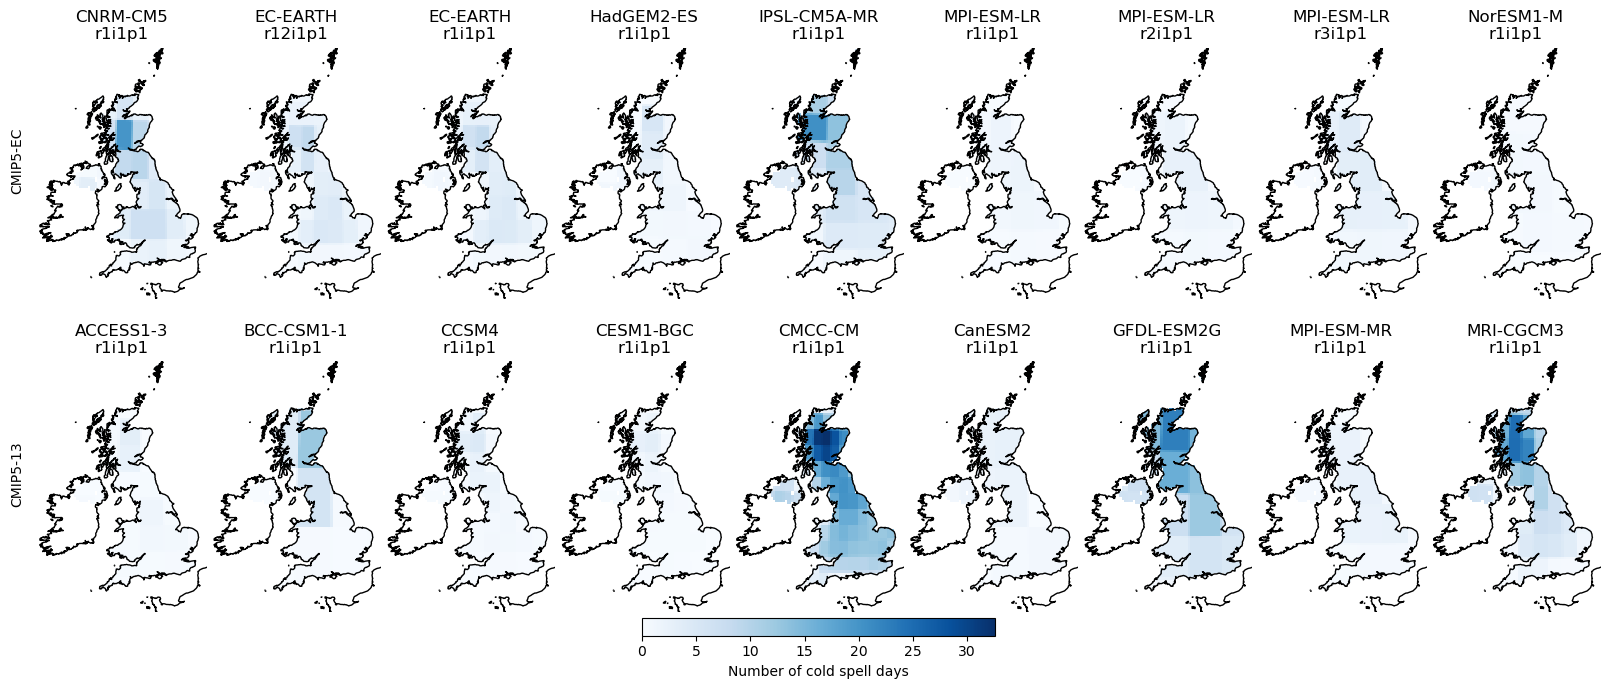 CNRM-CM5
r1i1p1
EC-EARTH
r12i1p1
EC-EARTH
r1i1p1
HadGEM2-ES
r1i1p1
IPSL-CM5A-MR
r1i1p1
MPI-ESM-LR
r1i1p1
MPI-ESM-LR
r2i1p1
MPI-ESM-LR
r3i1p1
NorESM1-M
r1i1p1
CMIP5-EC
ACCESS1-3
r1i1p1
BCC-CSM1-1
r1i1p1
CCSM4
r1i1p1
CESM1-BGC
r1i1p1
CMCC-CM
r1i1p1
CanESM2
r1i1p1
GFDL-ESM2G
r1i1p1
MPI-ESM-MR
r1i1p1
MRI-CGCM3
r1i1p1
CMIP5-13
0 5 10 15 20 25 30
Number of cold spell days